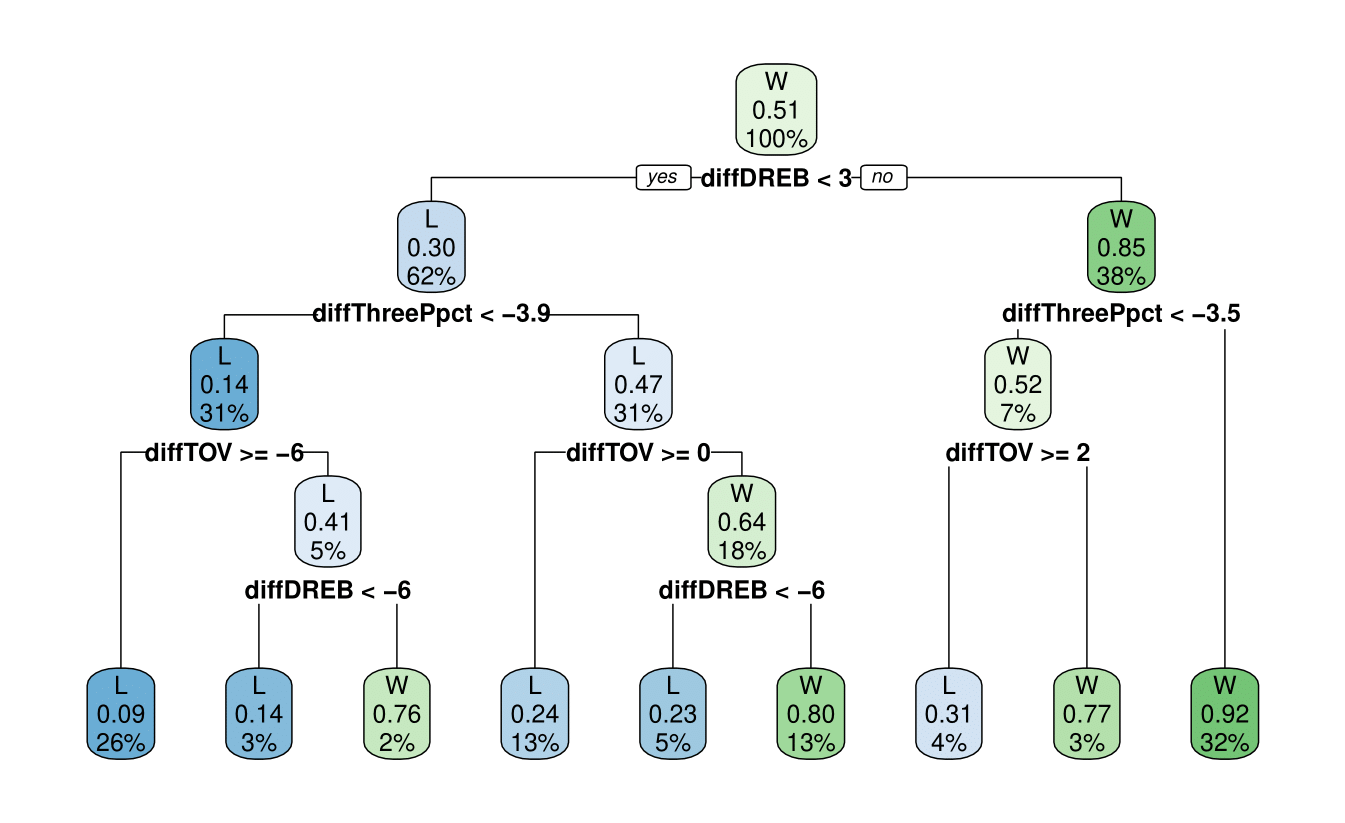 W
0.51
100%
yes diffDREB < 3 no
L
0.30
62%
W
0.85
38%
diffThreePpct < −3.9
diffThreePpct < −3.5
L
0.14
31%
L
0.47
31%
W
0.52
7%
diffTOV >= −6
diffTOV >= 0
diffTOV >= 2
L
0.41
5%
W
0.64
18%
diffDREB < −6
diffDREB < −6
L
0.09
26%
L
0.14
3%
W
0.76
2%
L
0.24
13%
L
0.23
5%
W
0.80
13%
L
0.31
4%
W
0.77
3%
W
0.92
32%